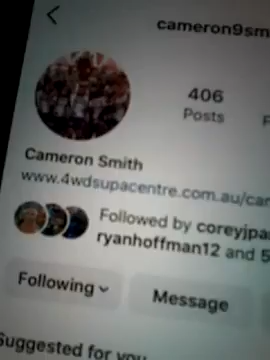 cameron9sm
406
Posts
Cameron Smith
www.4wdsupacentre.com.au/car
Followed by coreyjpa
ryanhoffman12 and 5
Following
Message
Suggested for you